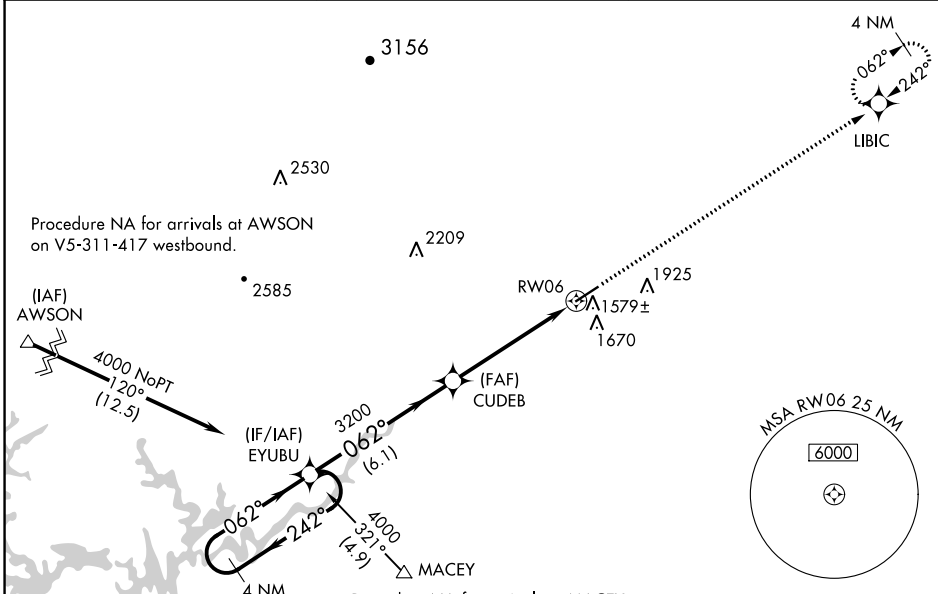 4 NM
062°
242°
LIBIC
3156
2530
Procedure NA for arrivals at AWSON
on V5-311-417 westbound.
2209
2585
RW06
1925
1579±
1670
(IAF)
AWSON
4000 NoPT
120°
(12.5)
(FAF)
CUDEB
3200
062°
(6.1)
(IF/IAF)
EYUBU
062°
242°
4000
321°
(4.9)
MACEY
4 NM
MSA RW06 25 NM
6000